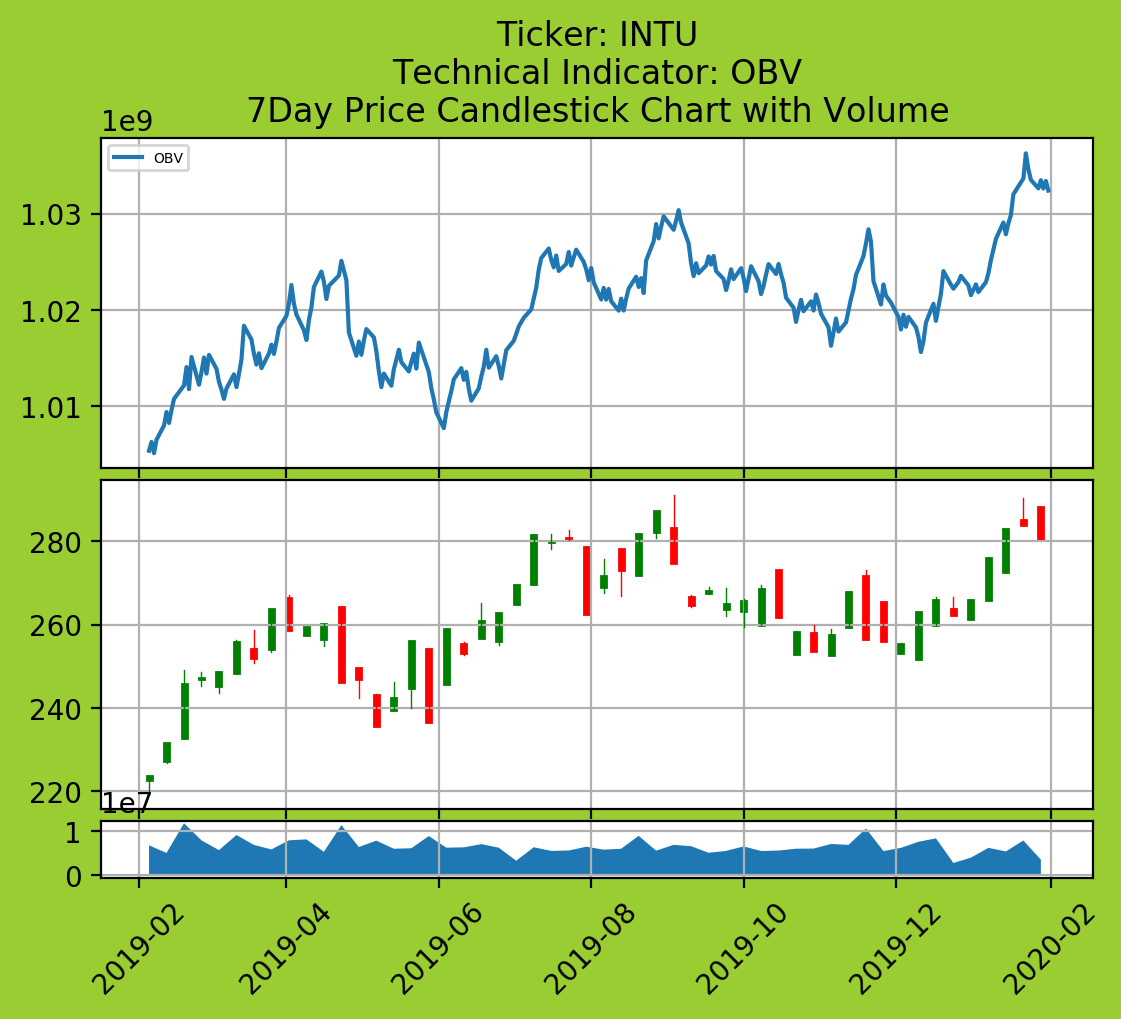 Ticker: INTU
Technical Indicator: OBV
7Day Price Candlestick Chart with Volume
1e9
OBV
1.03
1.02
1.01
280
260
240
220
1e7
1
0
2019-02
2019-04
2019-06
2019-08
2019-10
2019-12
2020-02